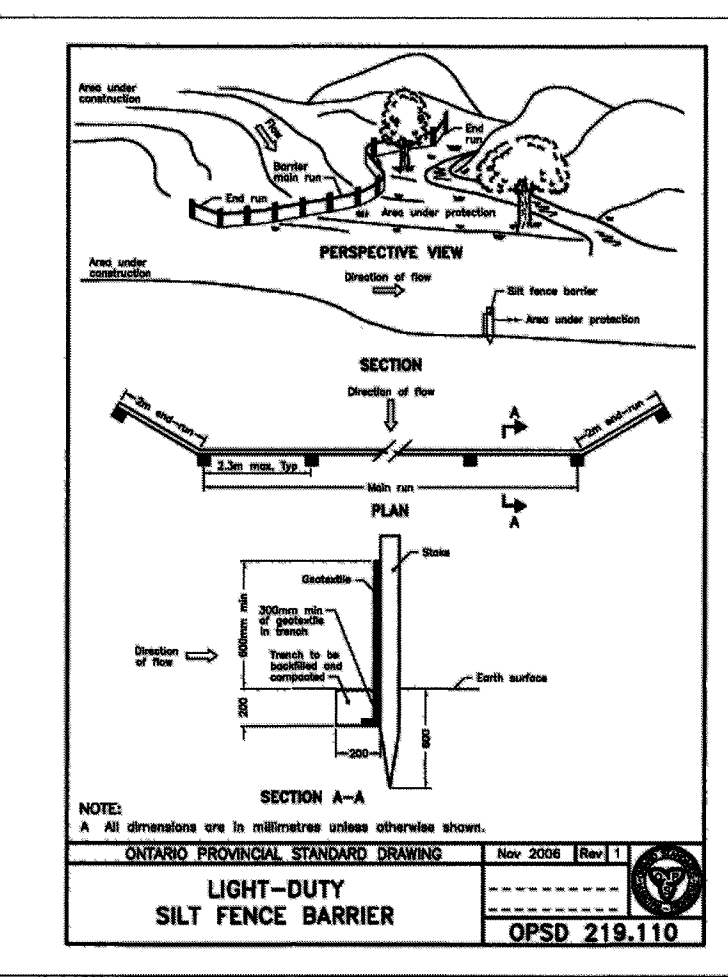 Area under
construction
Flow
End
run
Barrier
main run
End run
Area under protection
PERSPECTIVE VIEW
Area under
construction
Direction of flow
Silt fence barrier
Area under protection
SECTION
Direction of flow
2m end-run
A
2m end-run
2.3m max, Typ
Main run
A
PLAN
Stake
Geotextile
600mm min
300mm min
of geotextile
in trench
Direction
of flow
Trench to be
backfilled and
compacted
Earth surface
200
200
600
SECTION A-A
NOTE:
A All dimensions are in millimetres unless otherwise shown.
ONTARIO PROVINCIAL STANDARD DRAWING
Nov 2006 Rev 1
LIGHT-DUTY
SILT FENCE BARRIER
OPSD 219.110